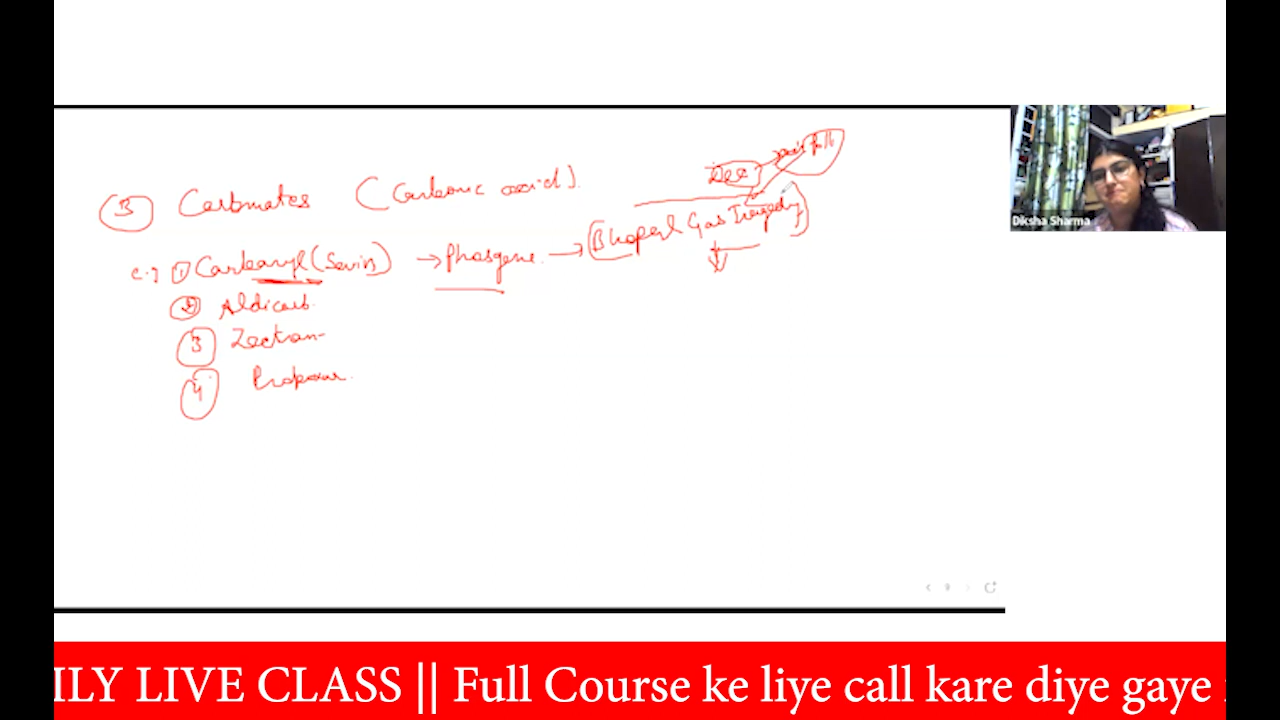 ③ Carbmates (Carbonic acid).
Dec
e.g ① Carbaryl (Sevin) → Phosgene. → Bhopal Gas Tragedy
② Aldicarb.
③ Zectran
④ Propoxur.
Diksha Sharma
ILY LIVE CLASS || Full Course ke liye call kare diye gaye